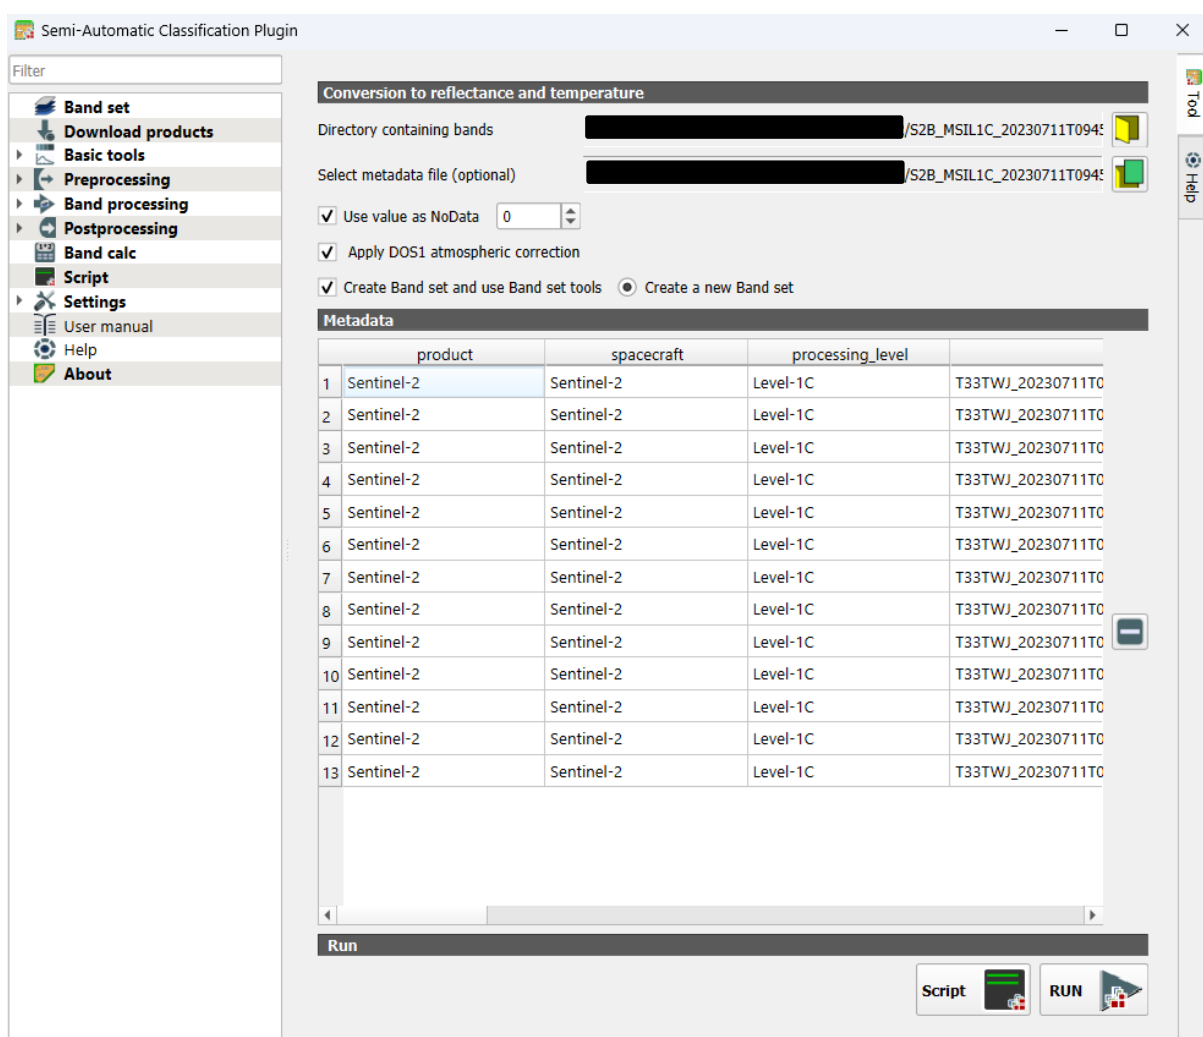 Semi-Automatic Classification Plugin
Filter
Band set
Download products
Basic tools
Preprocessing
Band processing
Postprocessing
Band calc
Script
Settings
User manual
Help
About
Conversion to reflectance and temperature
Directory containing bands /S2B_MSIL1C_20230711T0945
Select metadata file (optional) /S2B_MSIL1C_20230711T0945
Use value as NoData 0
Apply DOS1 atmospheric correction
Create Band set and use Band set tools Create a new Band set
Metadata
product spacecraft processing_level
1 Sentinel-2 Sentinel-2 Level-1C T33TWJ_20230711T0
2 Sentinel-2 Sentinel-2 Level-1C T33TWJ_20230711T0
3 Sentinel-2 Sentinel-2 Level-1C T33TWJ_20230711T0
4 Sentinel-2 Sentinel-2 Level-1C T33TWJ_20230711T0
5 Sentinel-2 Sentinel-2 Level-1C T33TWJ_20230711T0
6 Sentinel-2 Sentinel-2 Level-1C T33TWJ_20230711T0
7 Sentinel-2 Sentinel-2 Level-1C T33TWJ_20230711T0
8 Sentinel-2 Sentinel-2 Level-1C T33TWJ_20230711T0
9 Sentinel-2 Sentinel-2 Level-1C T33TWJ_20230711T0
10 Sentinel-2 Sentinel-2 Level-1C T33TWJ_20230711T0
11 Sentinel-2 Sentinel-2 Level-1C T33TWJ_20230711T0
12 Sentinel-2 Sentinel-2 Level-1C T33TWJ_20230711T0
13 Sentinel-2 Sentinel-2 Level-1C T33TWJ_20230711T0
Run
Script RUN
Tool
Help